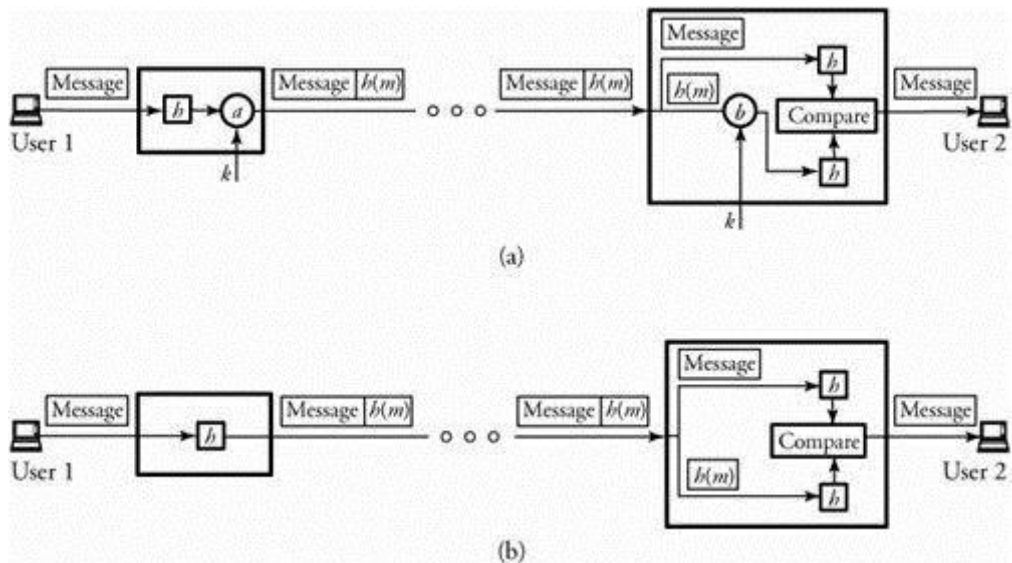 Message
h
a
k
Message h(m)
Message h(m)
Message
h(m)
b
k
h
Compare
h
Message
User 1
User 2
(a)
Message
h
Message h(m)
Message h(m)
Message
h(m)
h
Compare
h
Message
User 1
User 2
(b)